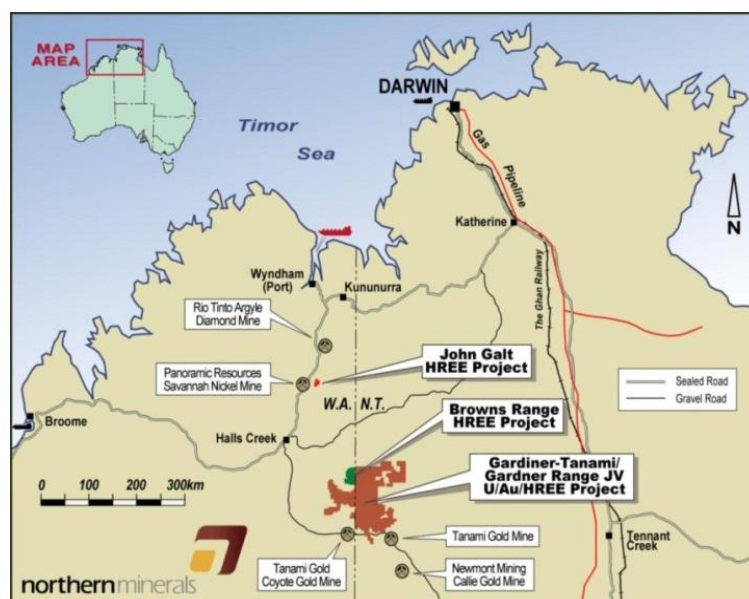 MAP
AREA
DARWIN
Timor
Sea
Gas
Pipeline
Katherine
N
Wyndham
(Port)
Kununurra
The Ghan Railway
Rio Tinto Argyle
Diamond Mine
John Galt
HREE Project
Panoramic Resources
Savannah Nickel Mine
W.A.
N.T.
Sealed Road
Gravel Road
Broome
Browns Range
HREE Project
Halls Creek
Gardiner-Tanami/
Gardner Range JV
U/Au/HREE Project
0 100 200 300km
Tanami Gold Mine
Tennant
Creek
Tanami Gold
Coyote Gold Mine
Newmont Mining
Callie Gold Mine
northernminerals